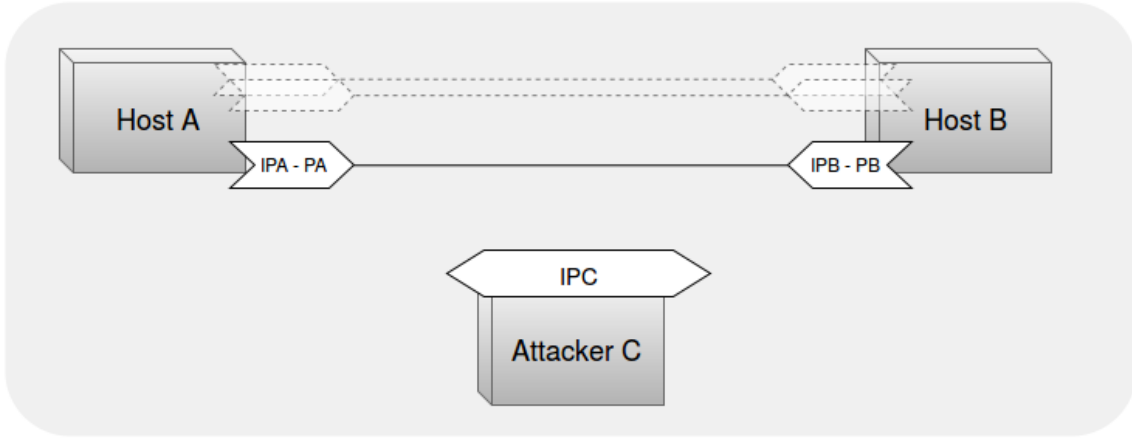 Host A
Host B
IPA - PA
IPB - PB
IPC
Attacker C